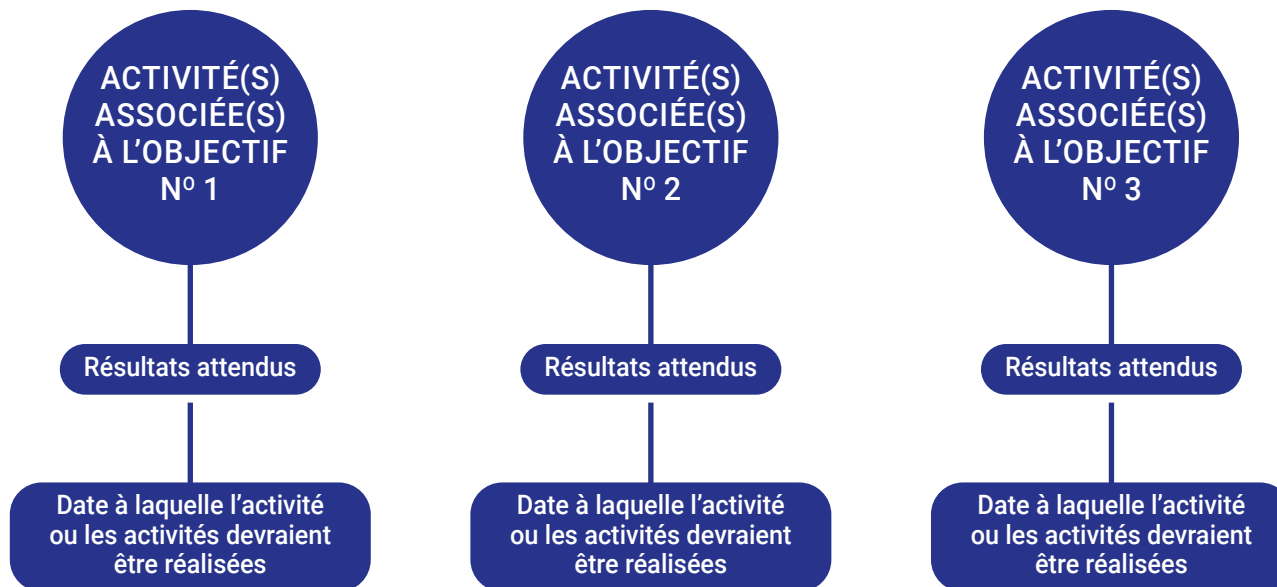 ACTIVITÉ(S)
ASSOCIÉE(S)
À L’OBJECTIF
Nº 1
Résultats attendus
Date à laquelle l’activité
ou les activités devraient
être réalisées
ACTIVITÉ(S)
ASSOCIÉE(S)
À L’OBJECTIF
Nº 2
Résultats attendus
Date à laquelle l’activité
ou les activités devraient
être réalisées
ACTIVITÉ(S)
ASSOCIÉE(S)
À L’OBJECTIF
Nº 3
Résultats attendus
Date à laquelle l’activité
ou les activités devraient
être réalisées